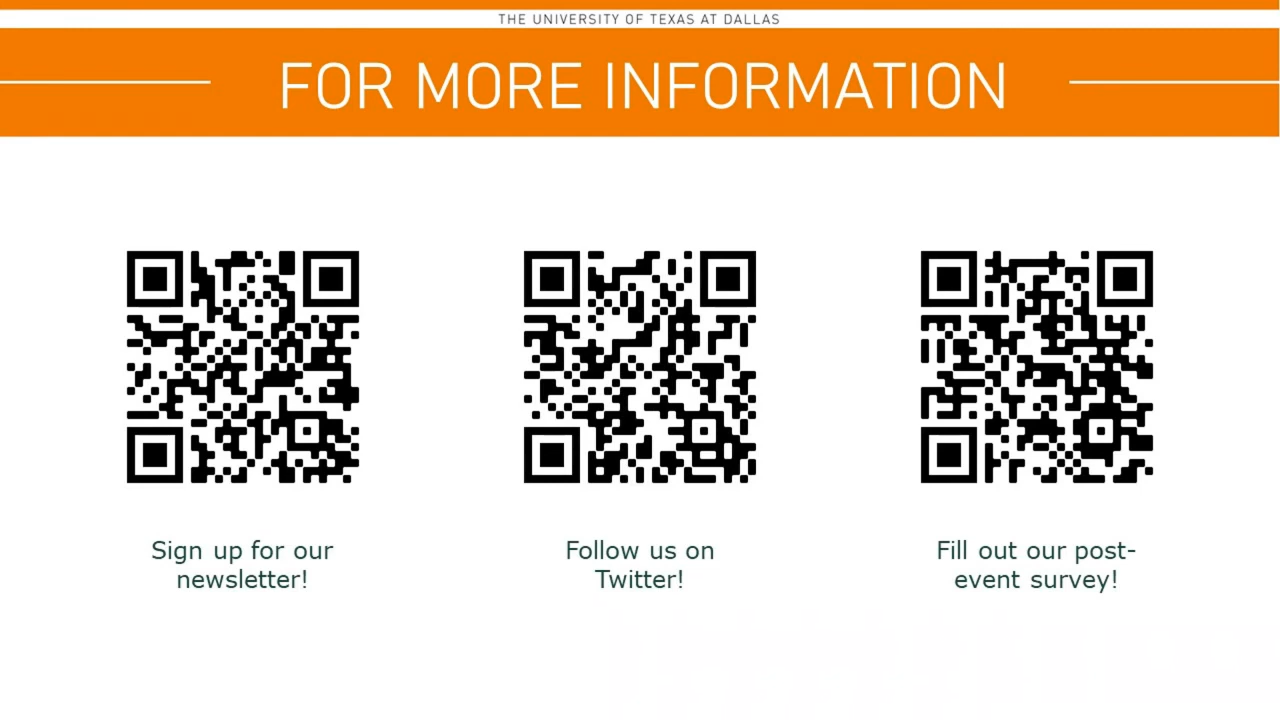 THE UNIVERSITY OF TEXAS AT DALLAS
FOR MORE INFORMATION
Sign up for our
newsletter!
Follow us on
Twitter!
Fill out our post-
event survey!